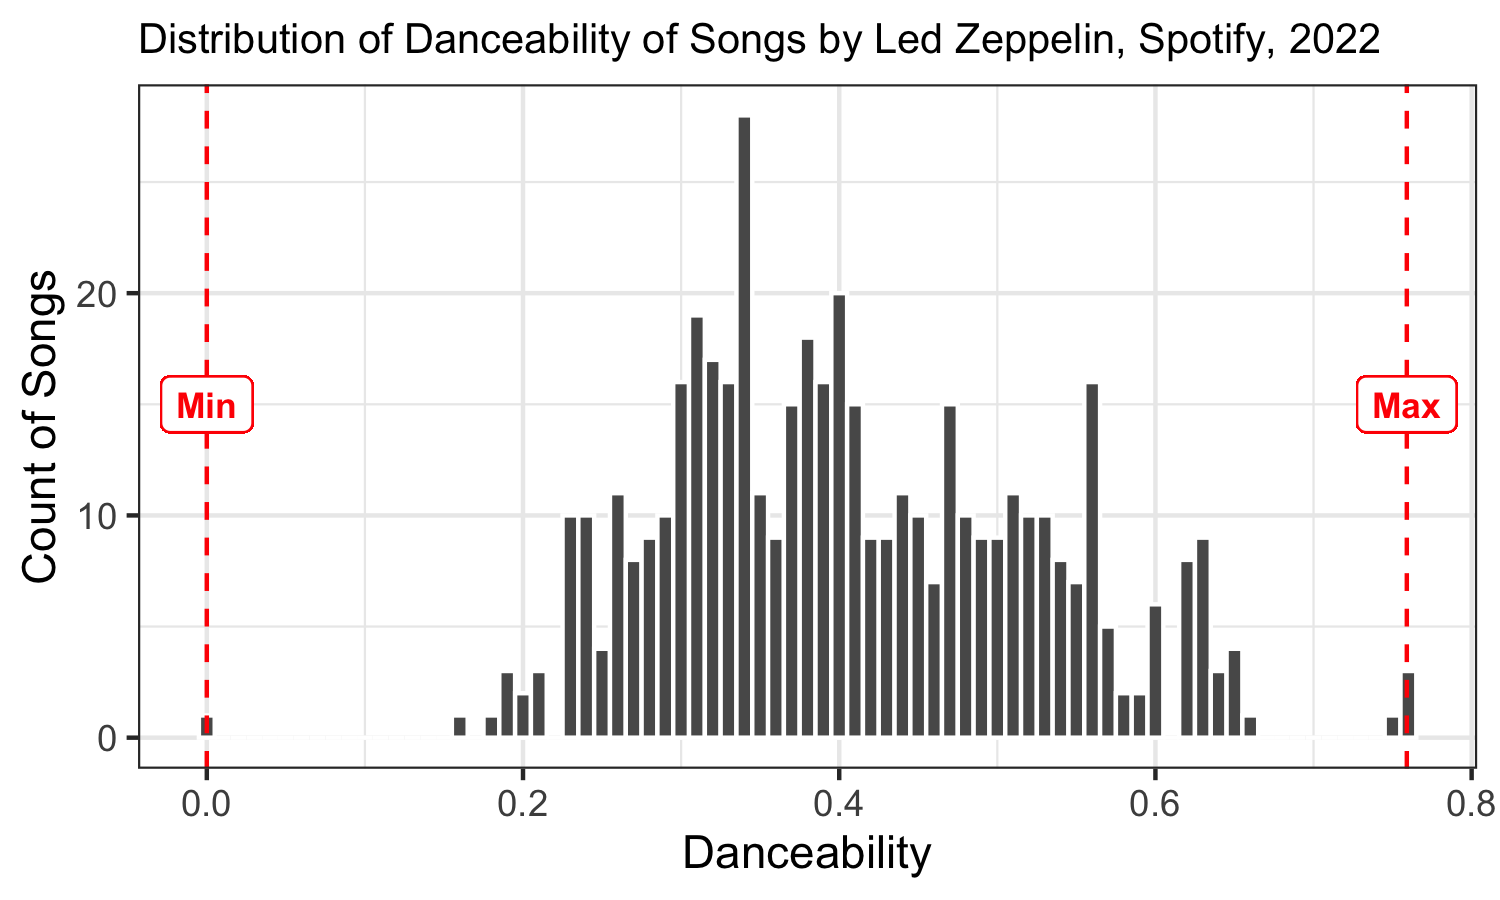 Distribution of Danceability of Songs by Led Zeppelin, Spotify, 2022
Count of Songs
20
10
0
Min
Max
0.0 0.2 0.4 0.6 0.8
Danceability